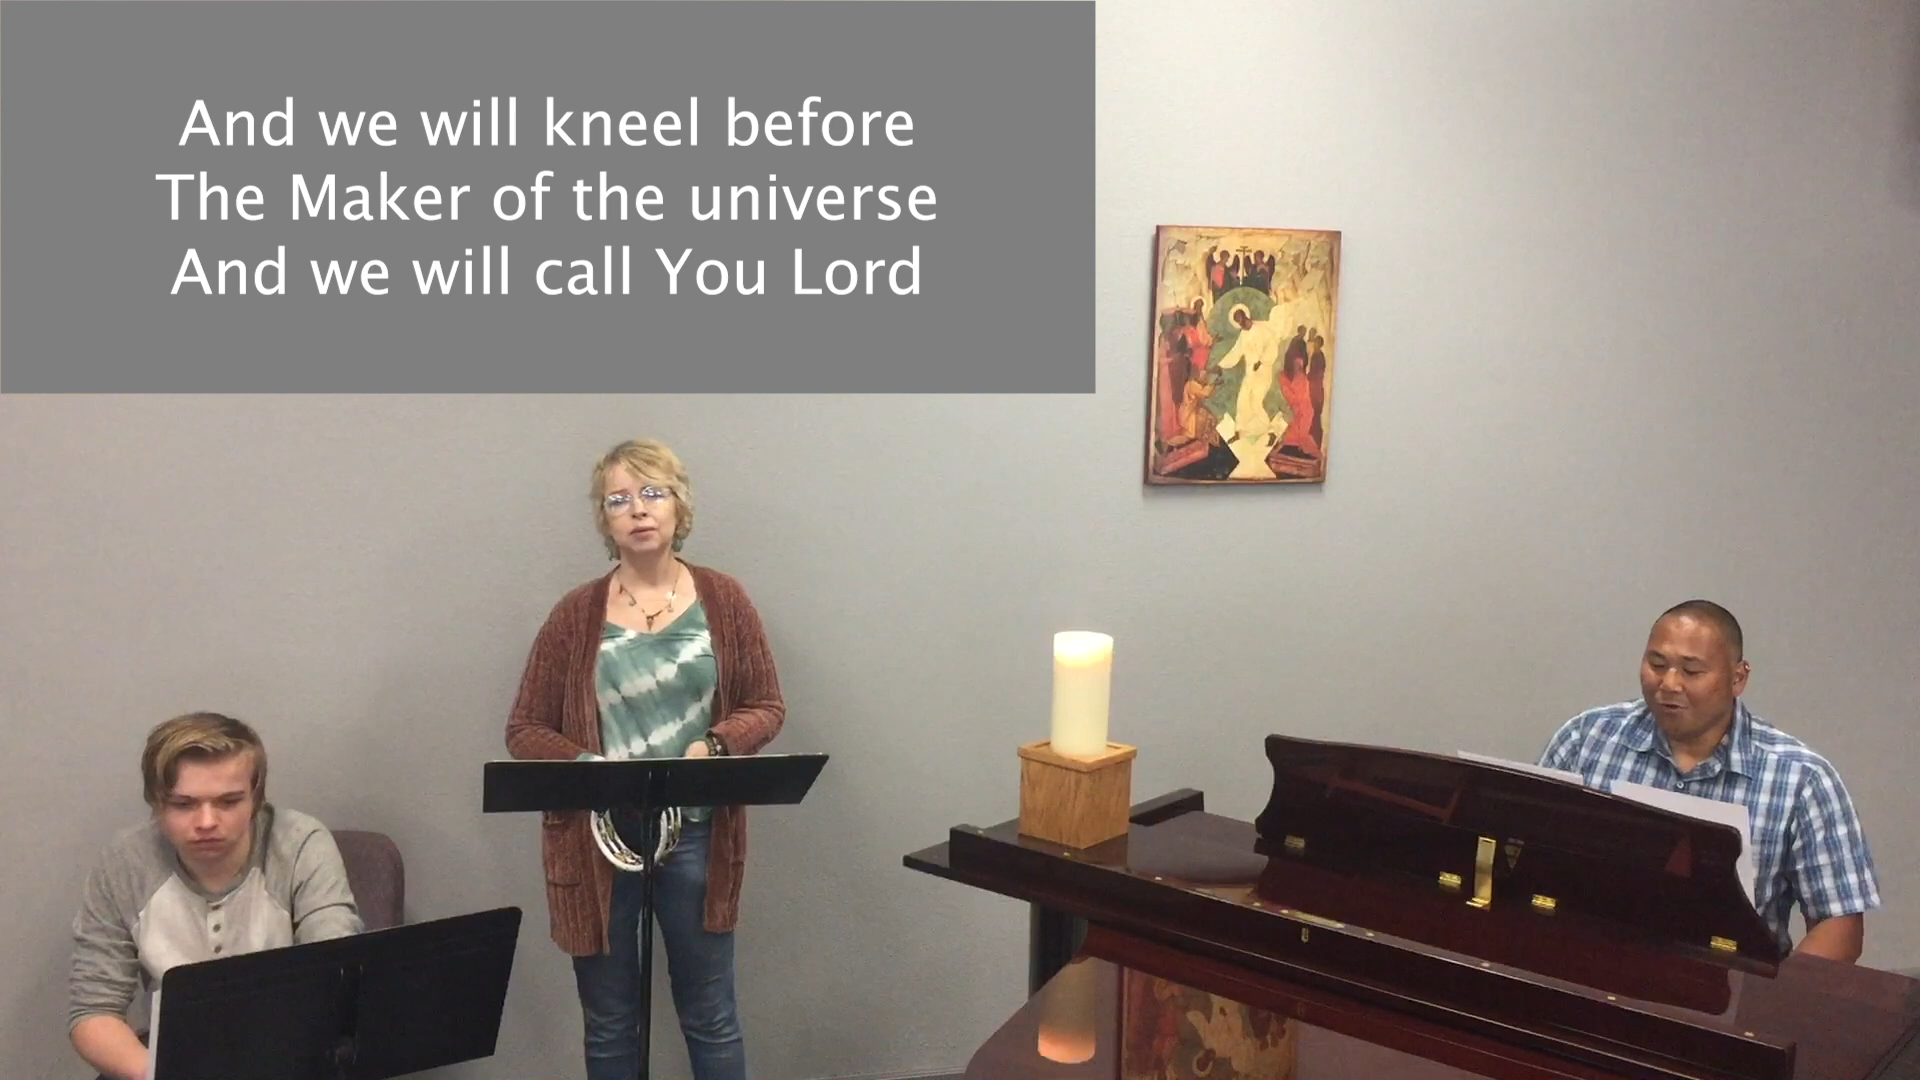 And we will kneel before
The Maker of the universe
And we will call You Lord